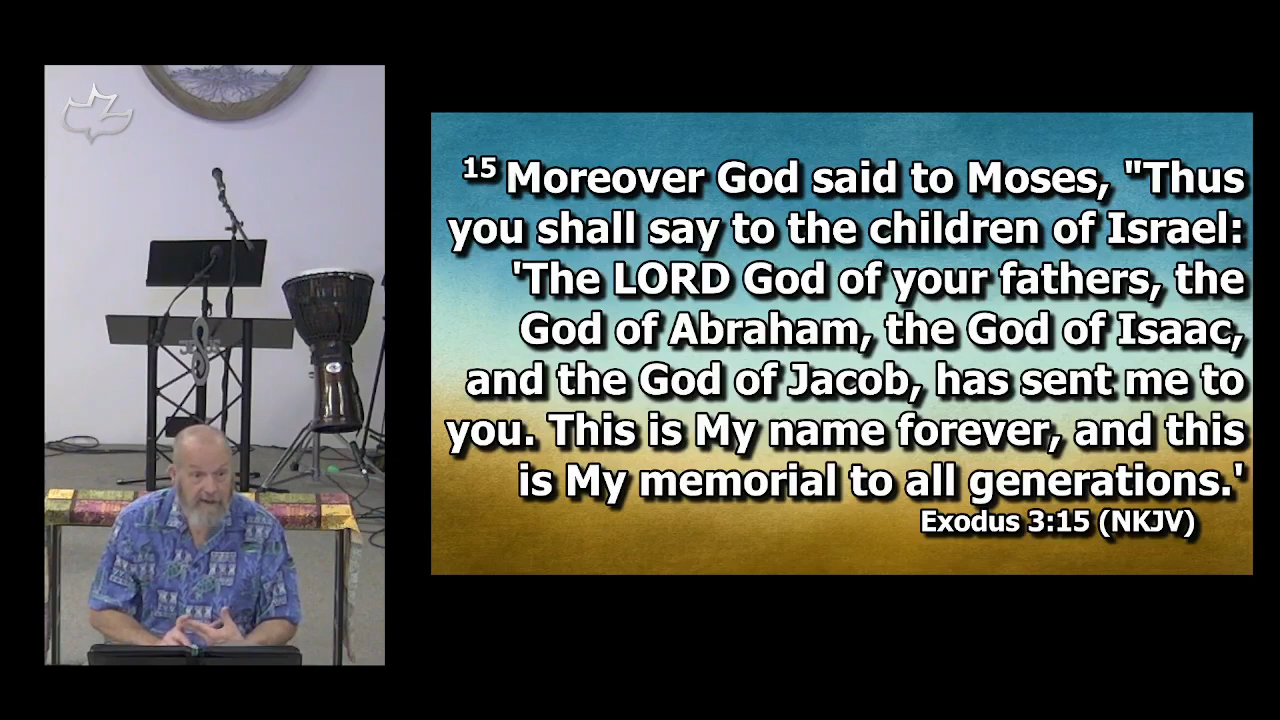 15 Moreover God said to Moses, "Thus
you shall say to the children of Israel:
'The LORD God of your fathers, the
God of Abraham, the God of Isaac,
and the God of Jacob, has sent me to
you. This is My name forever, and this
is My memorial to all generations.'
Exodus 3:15 (NKJV)